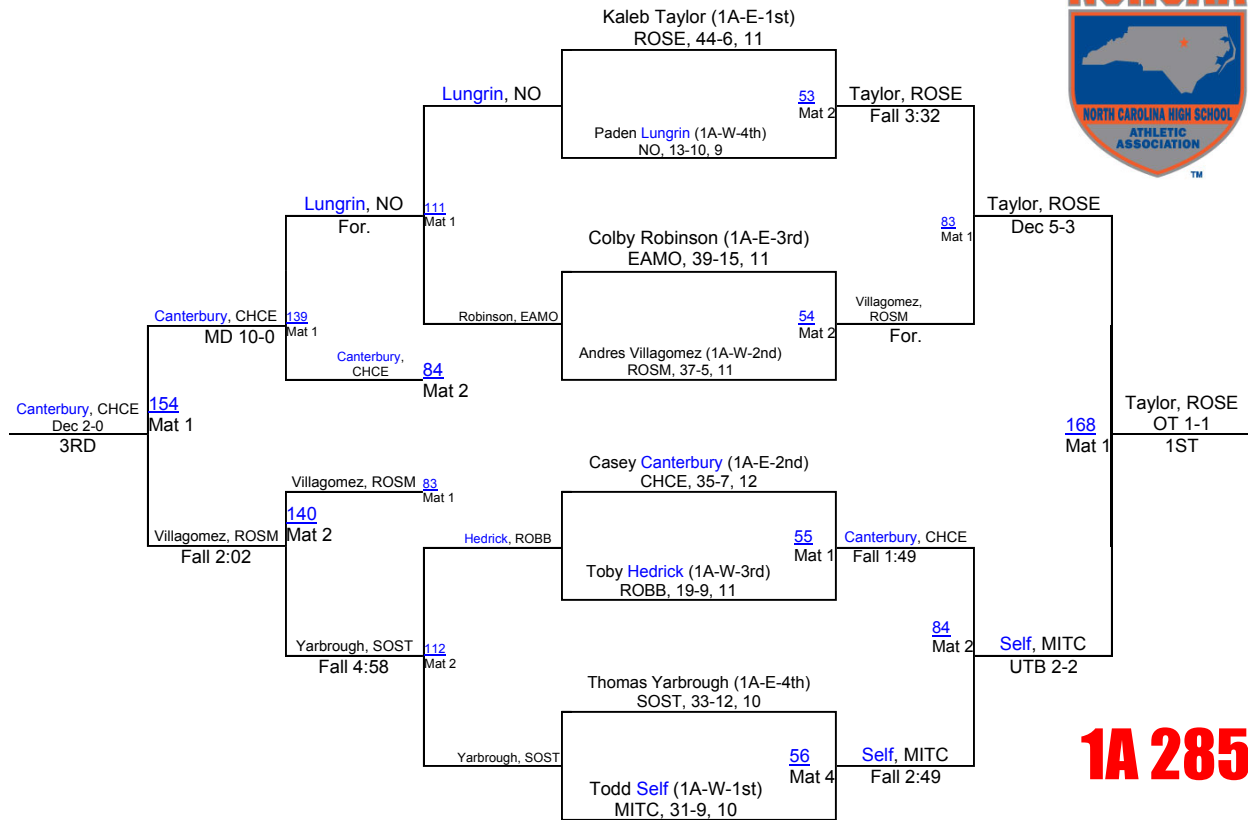 Kaleb Taylor (1A-E-1st)
ROSE, 44-6, 11
Lungrin, NO
53
Mat 2
Taylor, ROSE
Fall 3:32
Paden Lungrin (1A-W-4th)
NO, 13-10, 9
NORTH CAROLINA HIGH SCHOOL
ATHLETIC
ASSOCIATION
TM
Lungrin, NO
For.
111
Mat 1
Taylor, ROSE
Dec 5-3
83
Mat 1
Colby Robinson (1A-E-3rd)
EAMO, 39-15, 11
Canterbury, CHCE
MD 10-0
139
Mat 1
Robinson, EAMO
54
Mat 2
Villagomez,
ROSM
For.
Andres Villagomez (1A-W-2nd)
ROSM, 37-5, 11
Canterbury,
CHCE
84
Mat 2
Canterbury, CHCE
Dec 2-0
3RD
154
Mat 1
168
Mat 1
Taylor, ROSE
OT 1-1
1ST
Casey Canterbury (1A-E-2nd)
CHCE, 35-7, 12
Villagomez, ROSM
83
Mat 1
Villagomez, ROSM
Fall 2:02
140
Mat 2
Hedrick, ROBB
55
Mat 1
Canterbury, CHCE
Fall 1:49
Toby Hedrick (1A-W-3rd)
ROBB, 19-9, 11
Yarbrough, SOST
Fall 4:58
112
Mat 2
84
Mat 2
Self, MITC
UTB 2-2
Thomas Yarbrough (1A-E-4th)
SOST, 33-12, 10
Yarbrough, SOST
56
Mat 4
Self, MITC
Fall 2:49
Todd Self (1A-W-1st)
MITC, 31-9, 10
1A 285